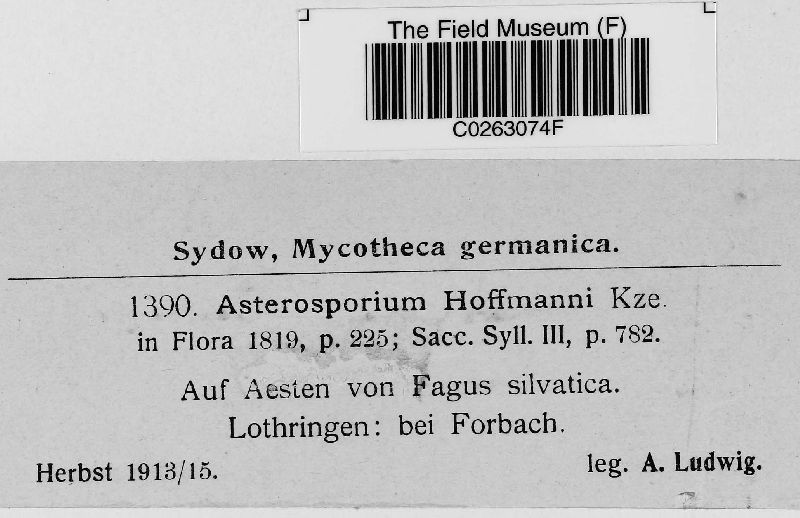 The Field Museum (F)
C0263074F
Sydow, Mycotheca germanica.
1390. Asterosporium Hoffmanni Kze.
in Flora 1819, p. 225; Sacc. Syll. III, p. 782.
Auf Aesten von Fagus silvatica.
Lothringen: bei Forbach.
Herbst 1913/15.
leg. A. Ludwig.